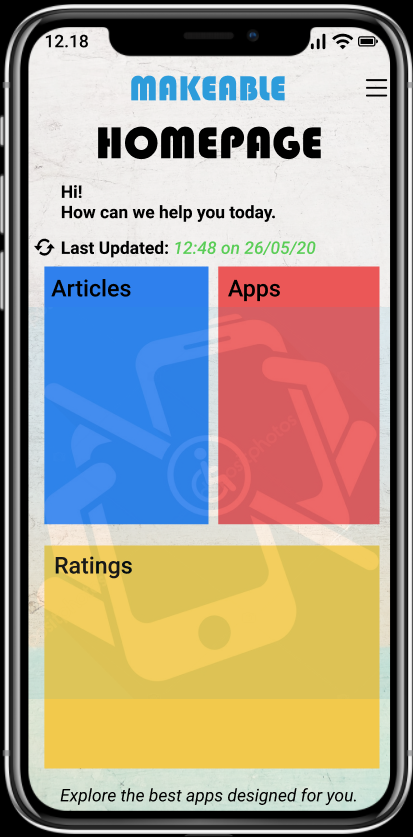 12.18
MAKEABLE
HOMEPAGE
Hi!
How can we help you today.
Last Updated: 12:48 on 26/05/20
Articles
Apps
Ratings
Explore the best apps designed for you.